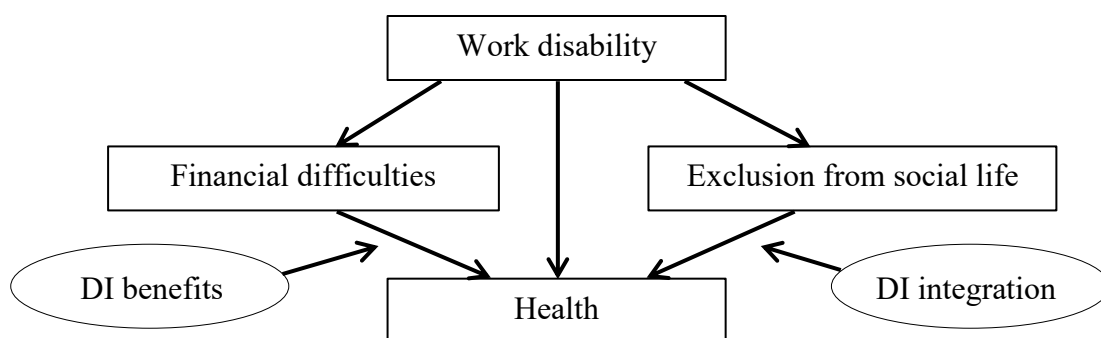 Work disability
Financial difficulties
Exclusion from social life
DI benefits
DI integration
Health